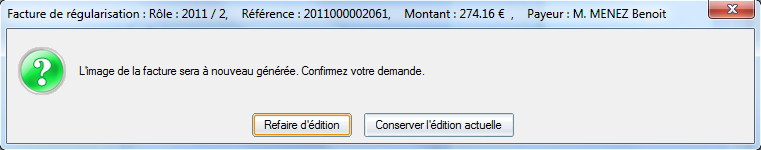 Facture de régularisation : Rôle : 2011 / 2, Référence : 2011000002061, Montant : 274.16 € , Payeur : M. MENEZ Benoit
L'image de la facture sera à nouveau générée. Confirmez votre demande.
Refaire d'édition Conserver l'édition actuelle